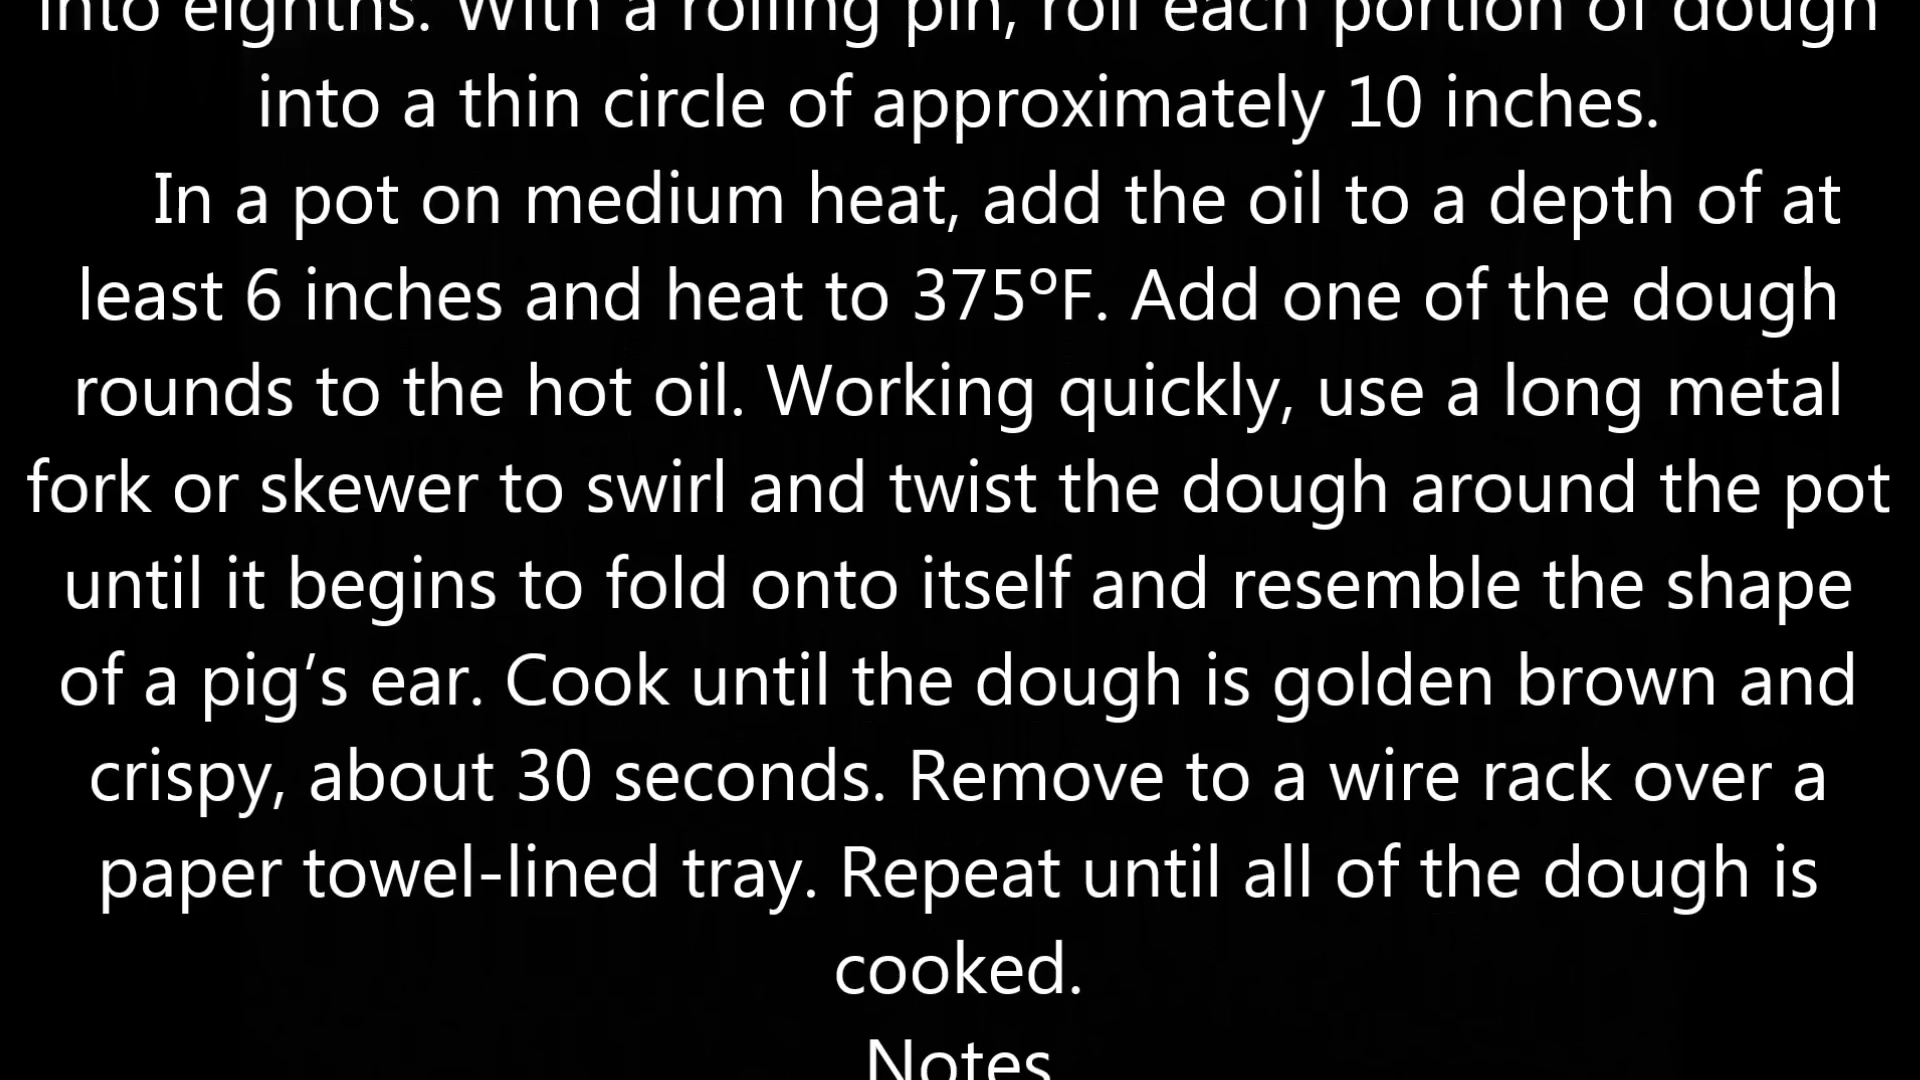 into eighths. With a rolling pin, roll each portion of dough
into a thin circle of approximately 10 inches.
In a pot on medium heat, add the oil to a depth of at
least 6 inches and heat to 375ºF. Add one of the dough
rounds to the hot oil. Working quickly, use a long metal
fork or skewer to swirl and twist the dough around the pot
until it begins to fold onto itself and resemble the shape
of a pig’s ear. Cook until the dough is golden brown and
crispy, about 30 seconds. Remove to a wire rack over a
paper towel-lined tray. Repeat until all of the dough is
cooked.
Notes